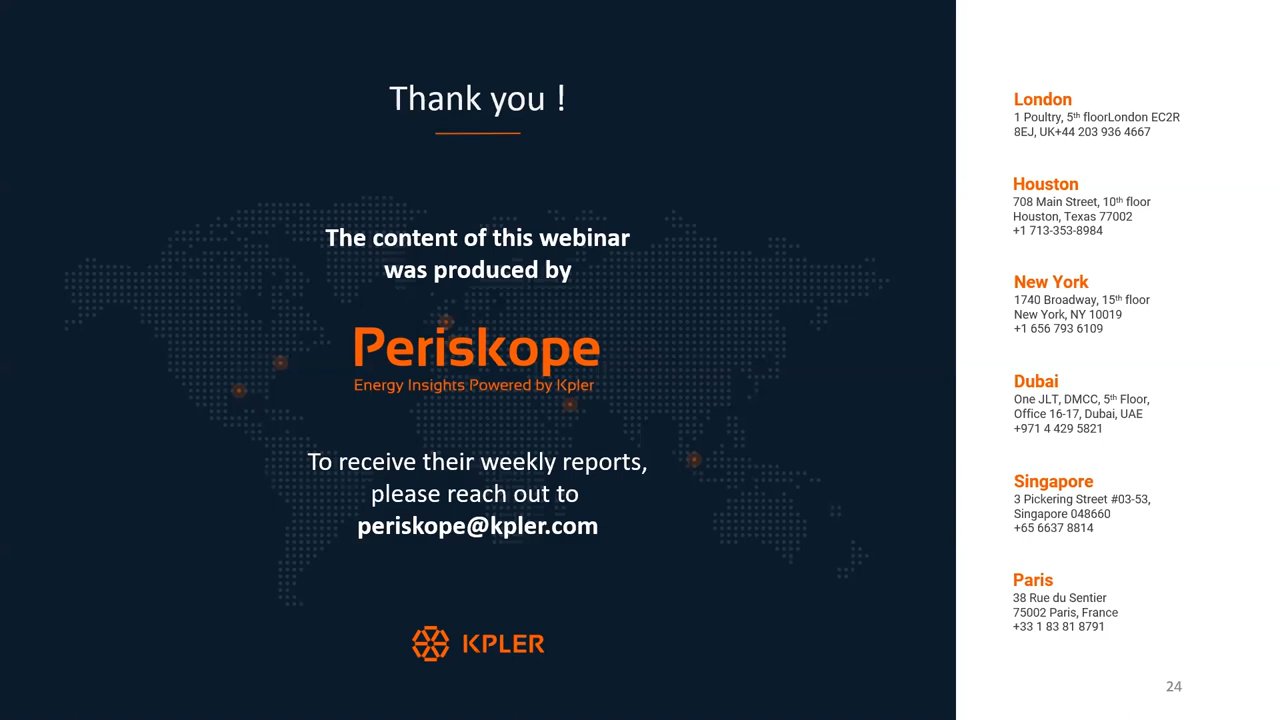 Thank you !
The content of this webinar
was produced by
Periskope
Energy Insights Powered by Kpler
To receive their weekly reports,
please reach out to
periskope@kpler.com
KPLER
London
1 Poultry, 5th floorLondon EC2R
8EJ, UK+44 203 936 4667
Houston
708 Main Street, 10th floor
Houston, Texas 77002
+1 713-353-8984
New York
1740 Broadway, 15th floor
New York, NY 10019
+1 656 793 6109
Dubai
One JLT, DMCC, 5th Floor,
Office 16-17, Dubai, UAE
+971 4 429 5821
Singapore
3 Pickering Street #03-53,
Singapore 048660
+65 6637 8814
Paris
38 Rue du Sentier
75002 Paris, France
+33 1 83 81 8791
24